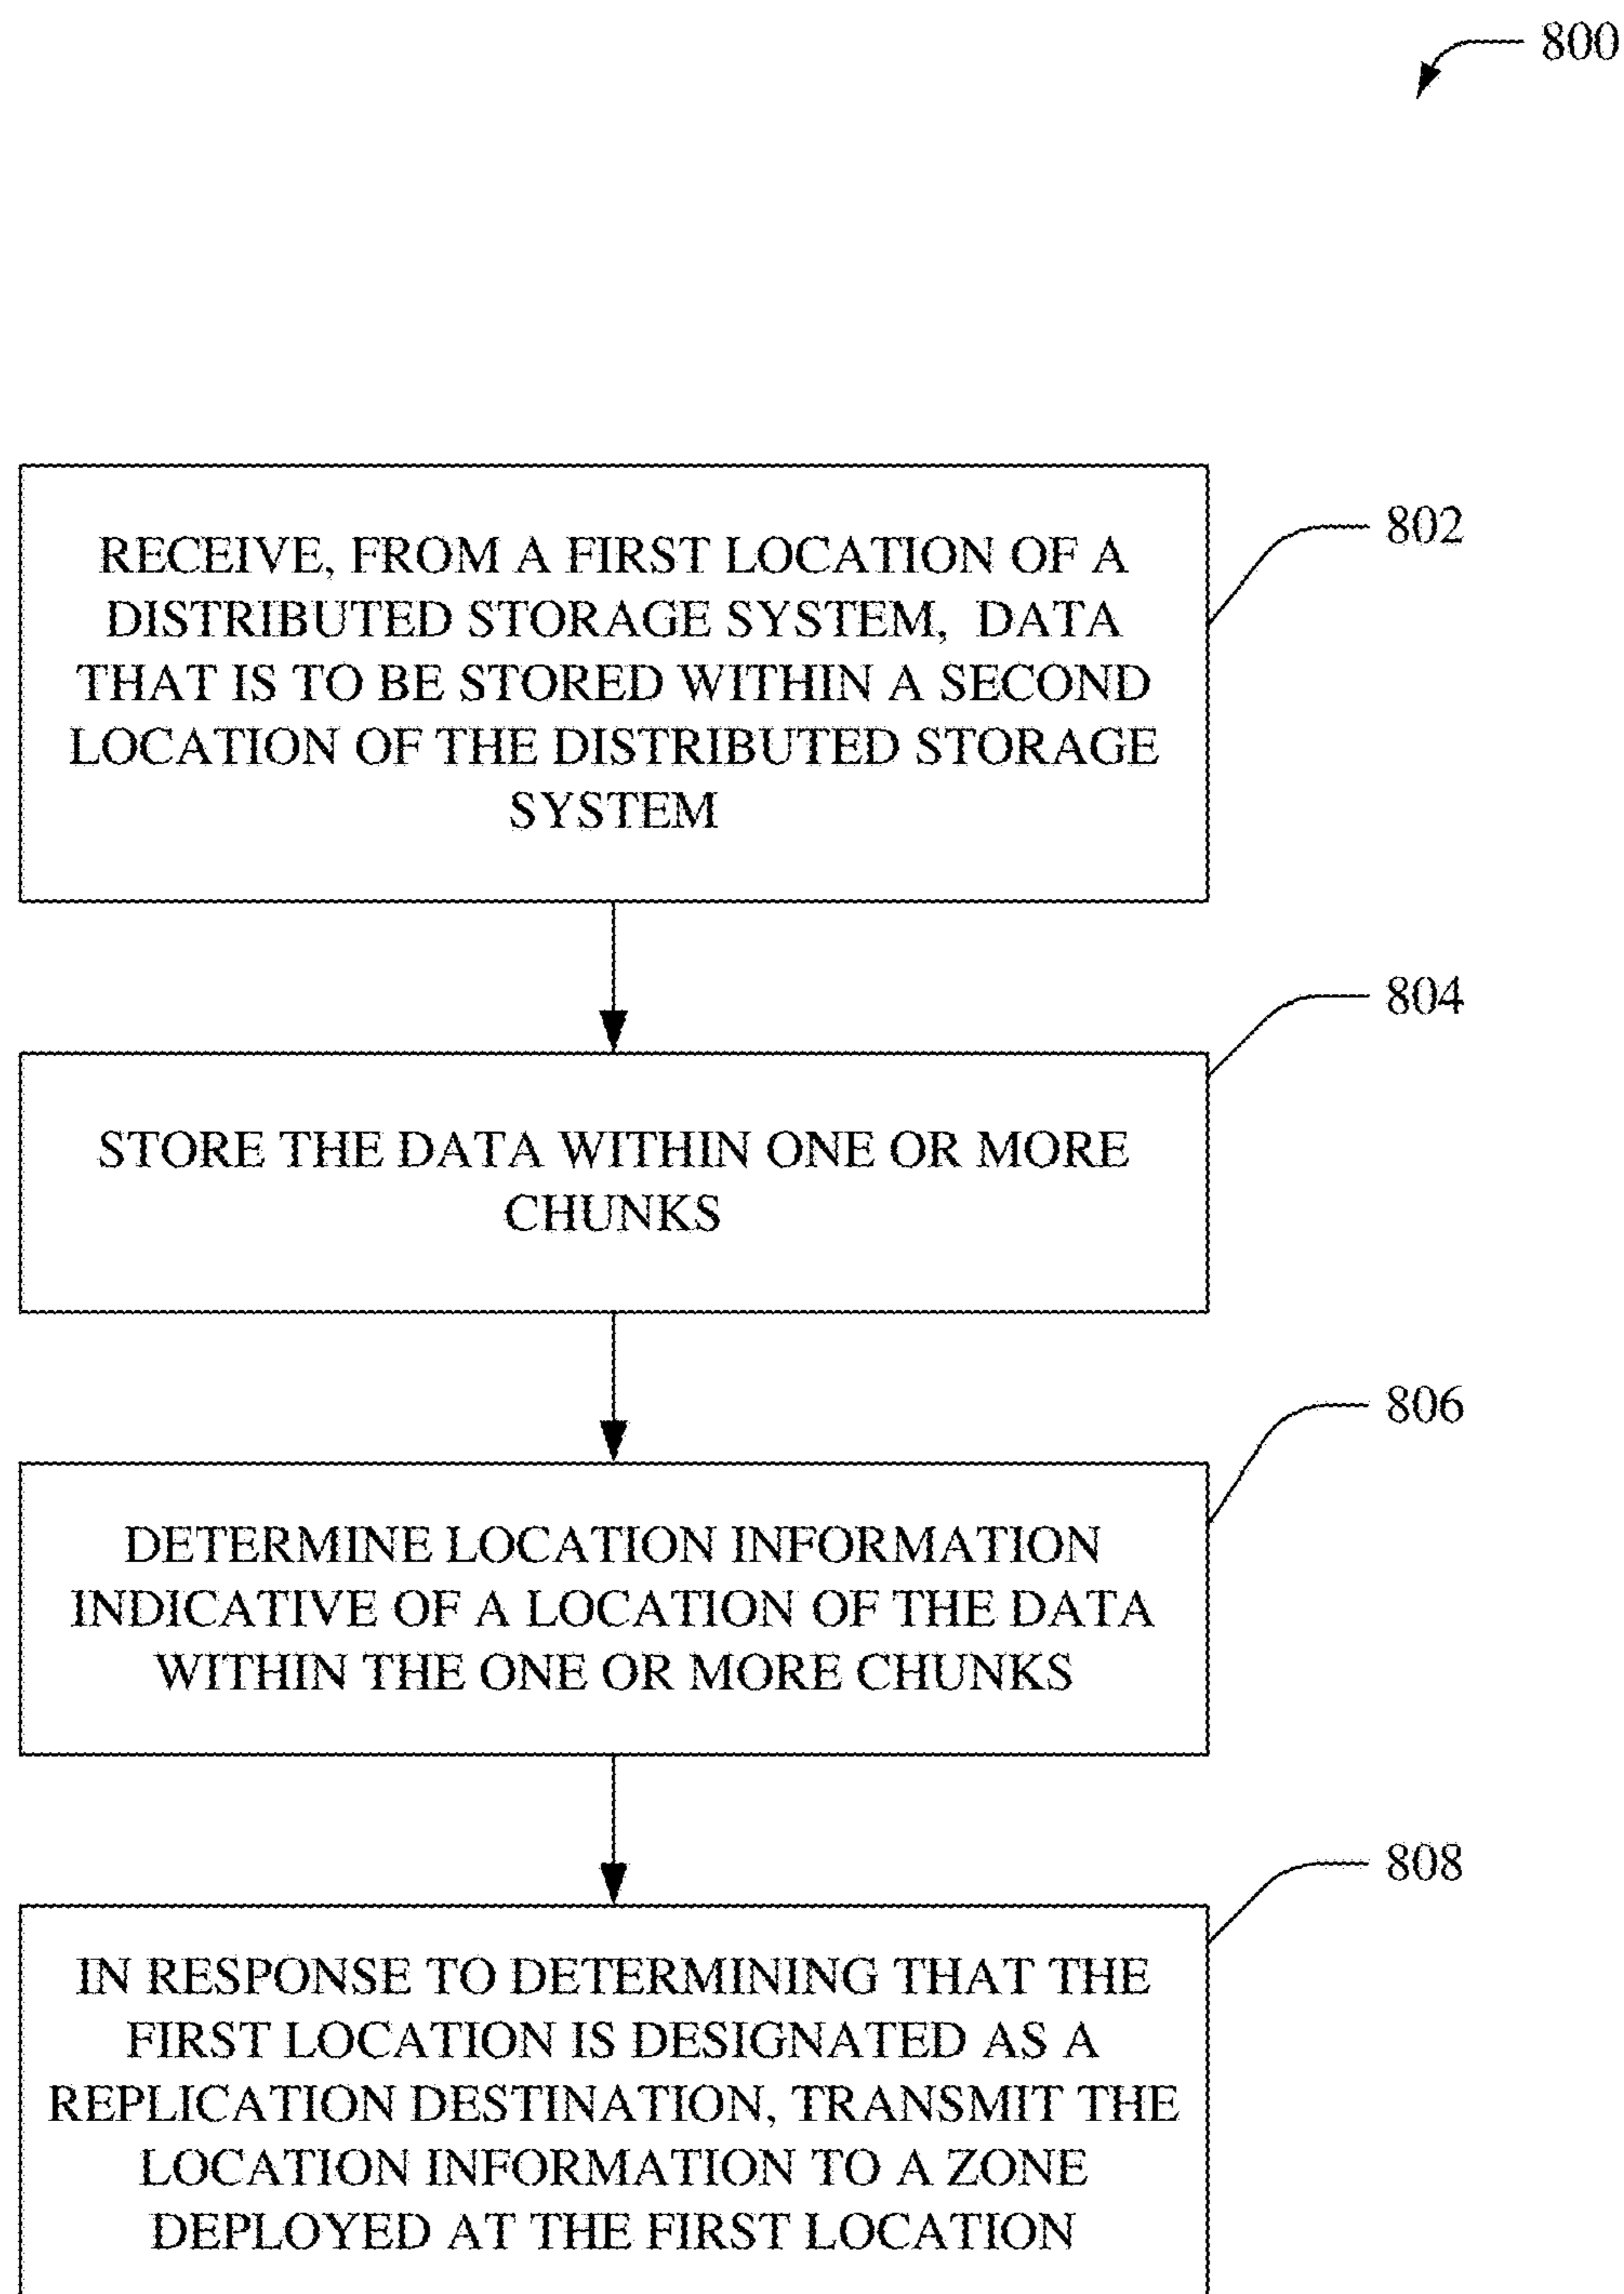 800
RECEIVE, FROM A FIRST LOCATION OF A
DISTRIBUTED STORAGE SYSTEM, DATA
THAT IS TO BE STORED WITHIN A SECOND
LOCATION OF THE DISTRIBUTED STORAGE
SYSTEM
802
STORE THE DATA WITHIN ONE OR MORE
CHUNKS
804
DETERMINE LOCATION INFORMATION
INDICATIVE OF A LOCATION OF THE DATA
WITHIN THE ONE OR MORE CHUNKS
806
IN RESPONSE TO DETERMINING THAT THE
FIRST LOCATION IS DESIGNATED AS A
REPLICATION DESTINATION, TRANSMIT THE
LOCATION INFORMATION TO A ZONE
DEPLOYED AT THE FIRST LOCATION
808